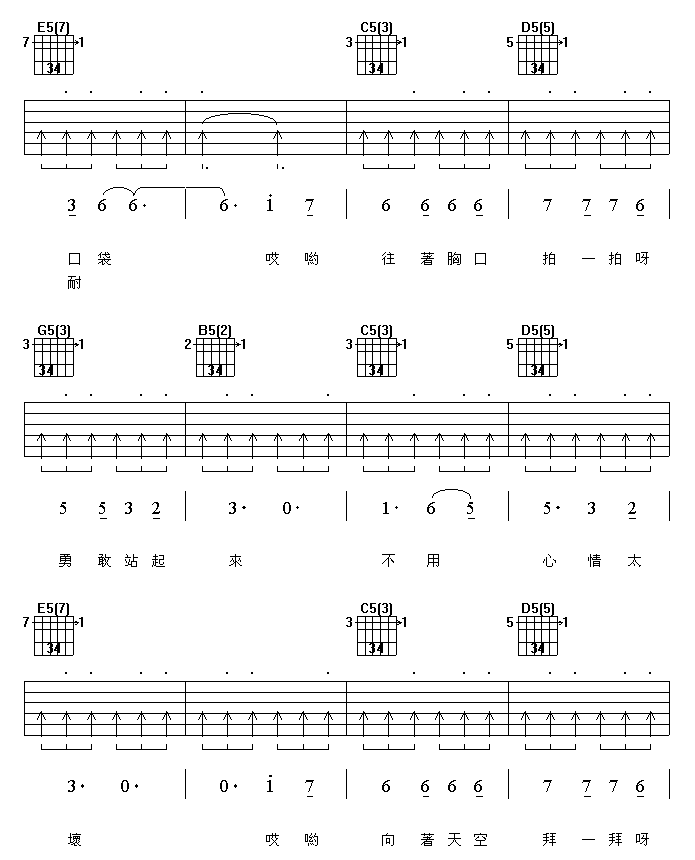 E5(7) C5(3) D5(5)
7 1 3 1 5 1
34 34 34
3 6 6· | 6· i 7 | 6 6 6 6 | 7 7 7 6 |
口 袋 哎 喲 往 著 胸 口 拍 一 拍 呀
耐
G5(3) B5(2) C5(3) D5(5)
3 1 2 1 3 1 5 1
34 34 34 34
5 5 3 2 | 3· 0· | 1· 6 5 | 5· 3 2 |
勇 敢 站 起 來 不 用 心 情 太
E5(7) C5(3) D5(5)
7 1 3 1 5 1
34 34 34
3· 0· | 0· i 7 | 6 6 6 6 | 7 7 7 6 |
壞 哎 喲 向 著 天 空 拜 一 拜 呀